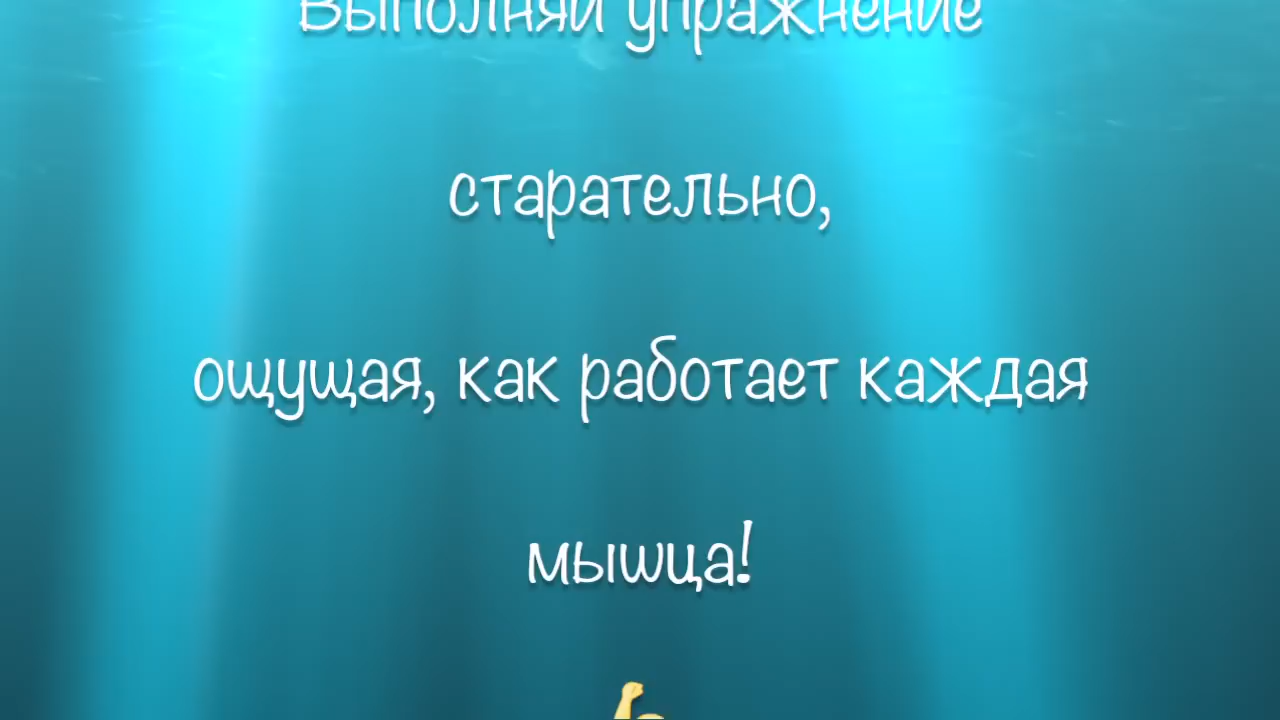 Выполняй упражнение
старательно,
ощущая, как работает каждая
мышца!